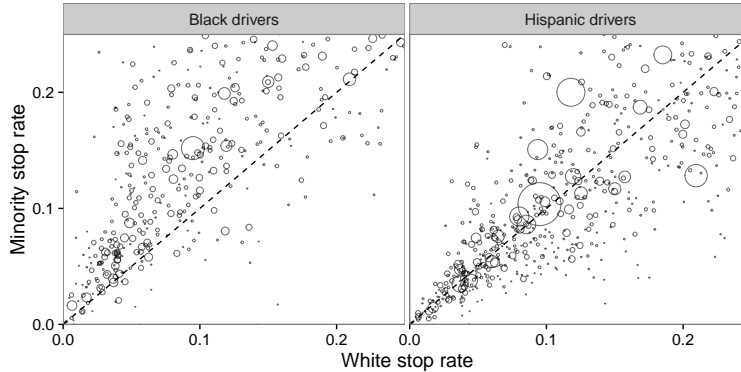 Black drivers Hispanic drivers
Minority stop rate
0.2
0.1
0.0
0.0 0.1 0.2 0.0 0.1 0.2
White stop rate